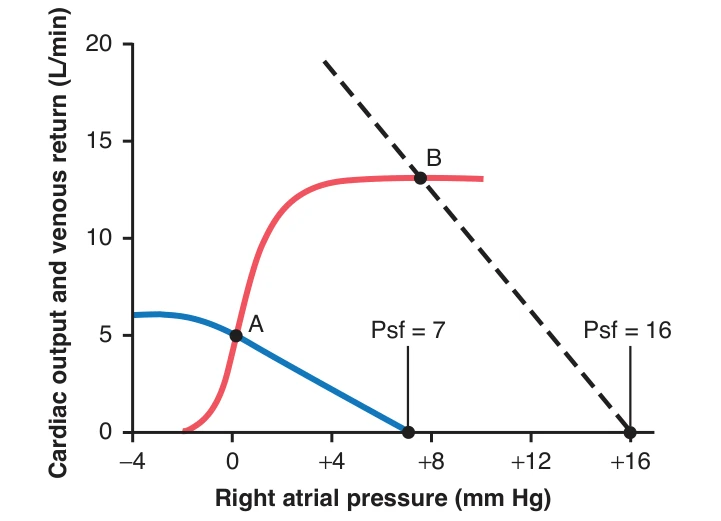 Cardiac output and venous return (L/min)
20
15
10
5
0
A
B
Psf = 7
Psf = 16
−4
0
+4
+8
+12
+16
Right atrial pressure (mm Hg)